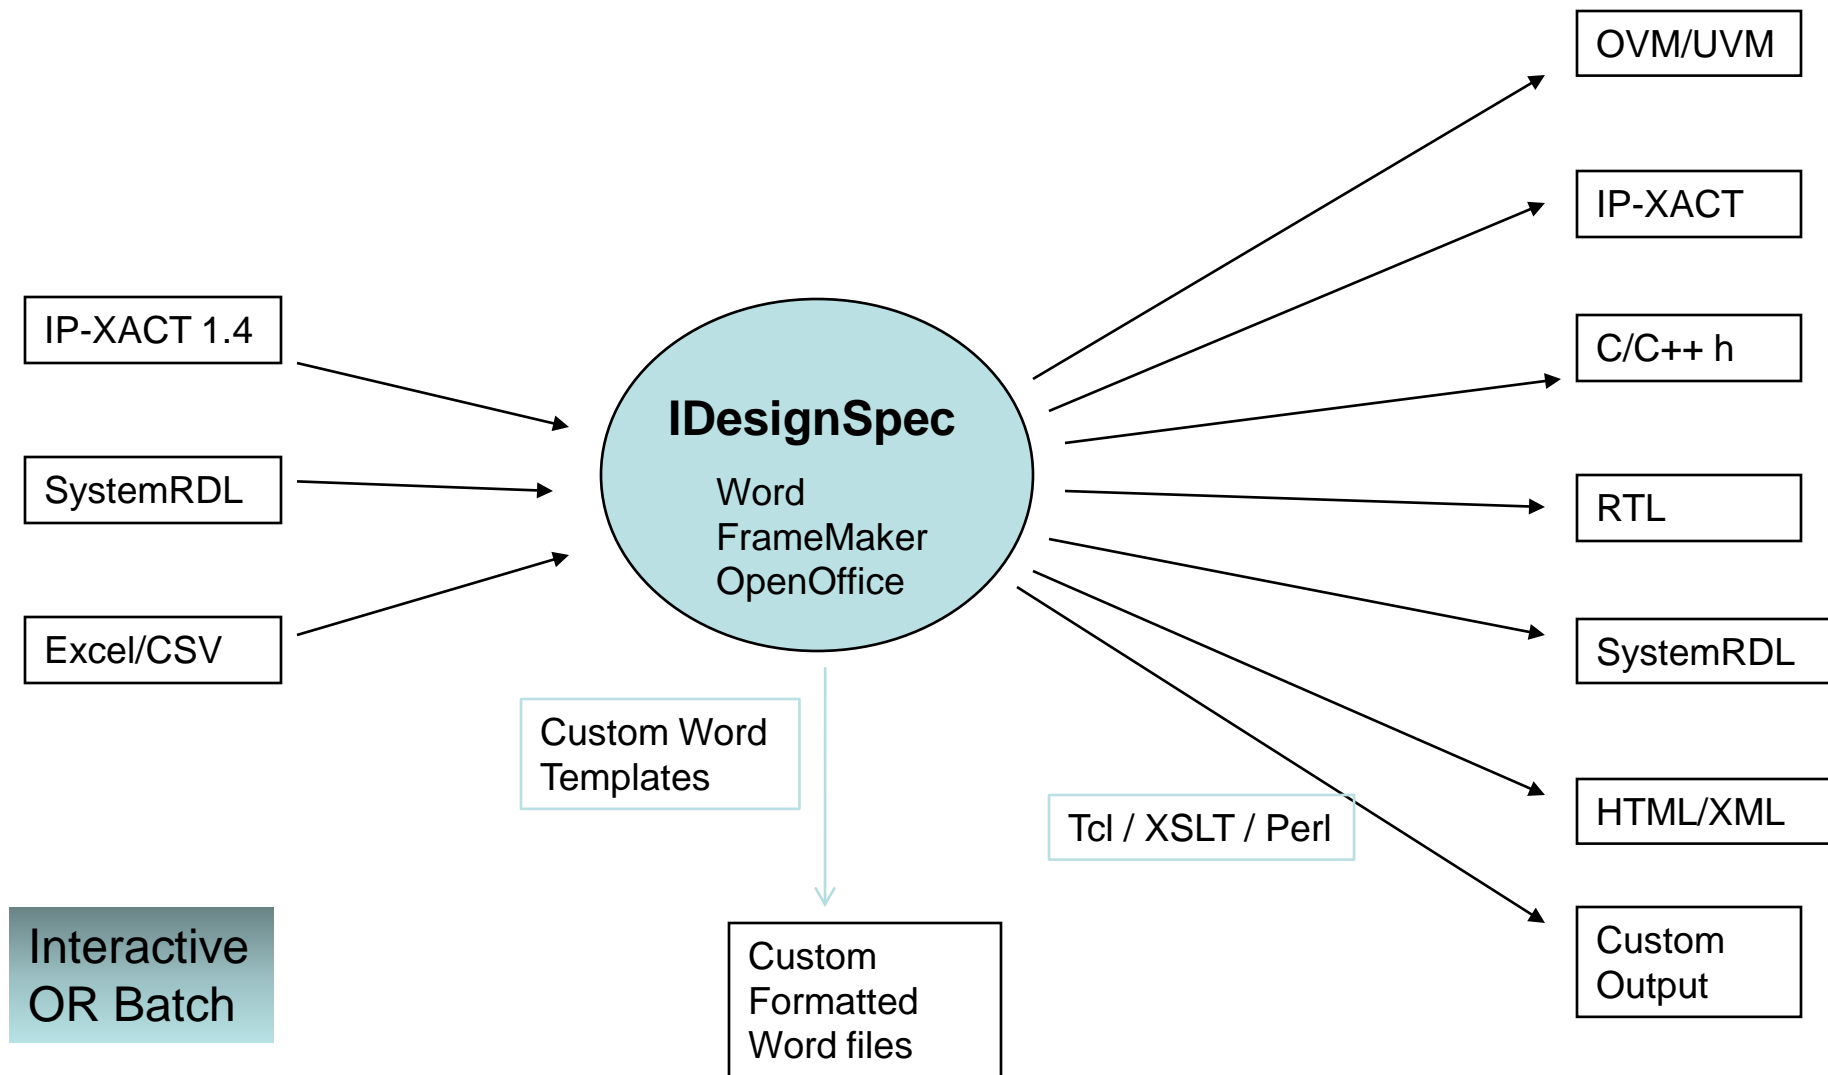 OVM/UVM
IP-XACT
IP-XACT 1.4
C/C++ h
IDesignSpec
SystemRDL
Word
FrameMaker
OpenOffice
RTL
Excel/CSV
SystemRDL
Custom Word
Templates
Tcl / XSLT / Perl
HTML/XML
Interactive
OR Batch
Custom
Formatted
Word files
Custom
Output